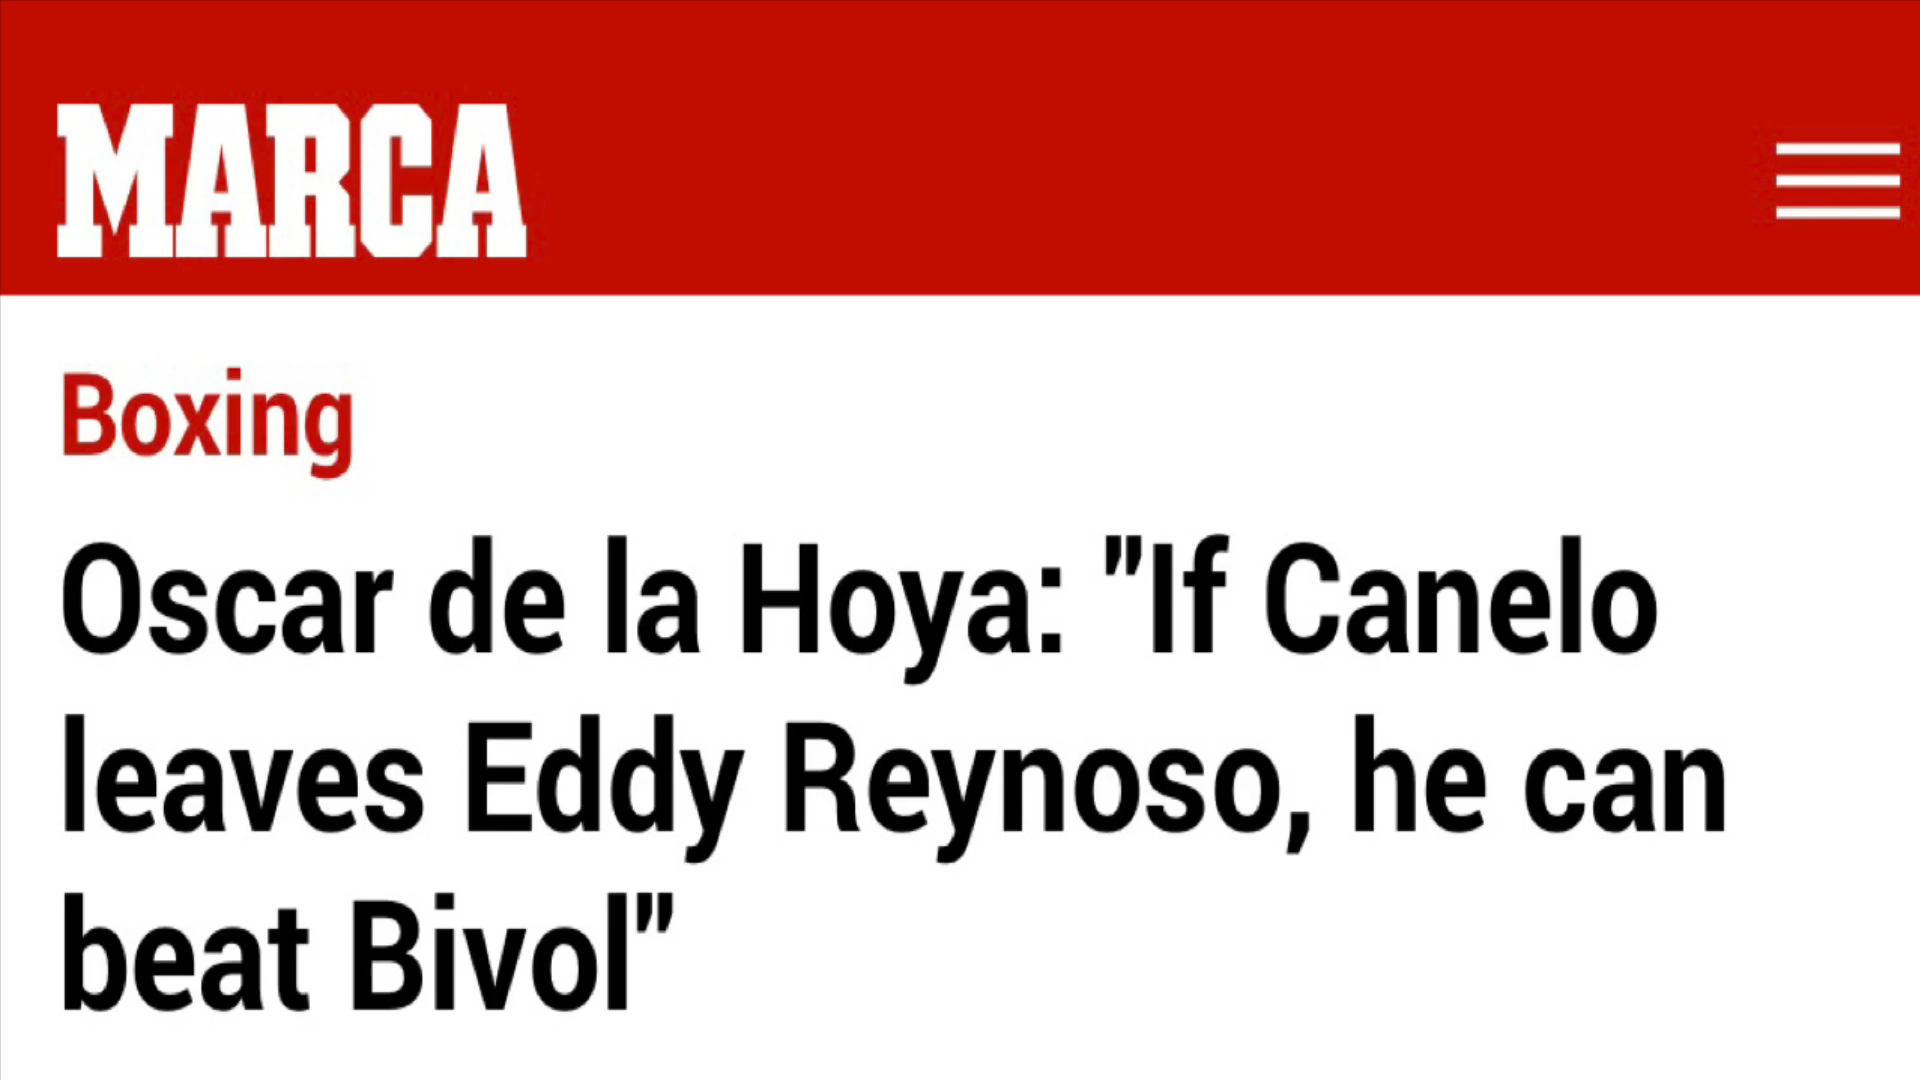 MARCA
Boxing
Oscar de la Hoya: "If Canelo
leaves Eddy Reynoso, he can
beat Bivol"